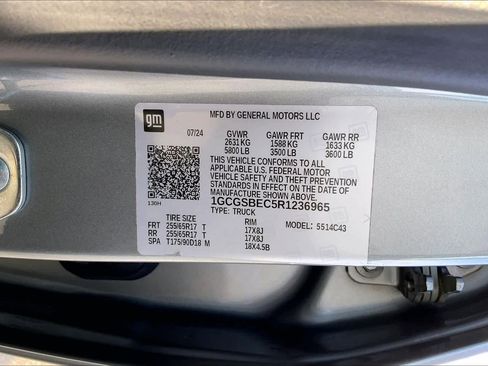 gm
MFD BY GENERAL MOTORS LLC
07/24 GVWR GAWR FRT GAWR RR
2631 KG 1588 KG 1633 KG
5800 LB 3500 LB 3600 LB
THIS VEHICLE CONFORMS TO ALL
APPLICABLE U.S. FEDERAL MOTOR
VEHICLE SAFETY AND THEFT PREVENTION
STANDARDS IN EFFECT ON THE DATE OF
MANUFACTURE SHOWN ABOVE.
130H 1GCGSBEC5R1236965
TYPE: TRUCK
TIRE SIZE RIM MODEL: 5514C43
FRT 255/65R17 T 17X8J
RR 255/65R17 T 17X8J
SPA T175/90D18 M 18X4.5B